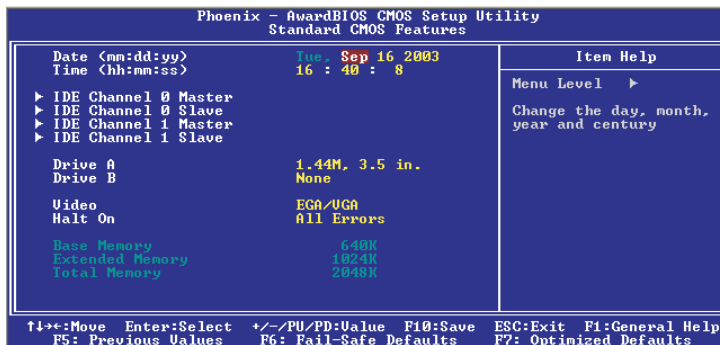 Phoenix - AwardBIOS CMOS Setup Utility
Standard CMOS Features
Date (mm:dd:yy) Tue, Sep 16 2003
Time (hh:mm:ss) 16 : 40 : 8
► IDE Channel 0 Master
► IDE Channel 0 Slave
► IDE Channel 1 Master
► IDE Channel 1 Slave
Drive A 1.44M, 3.5 in.
Drive B None
Video EGA/VGA
Halt On All Errors
Base Memory 640K
Extended Memory 1024K
Total Memory 2048K
Item Help
Menu Level ►
Change the day, month,
year and century
↑↓→←:Move Enter:Select +/-/PU/PD:Value F10:Save ESC:Exit F1:General Help
F5: Previous Values F6: Fail-Safe Defaults F7: Optimized Defaults